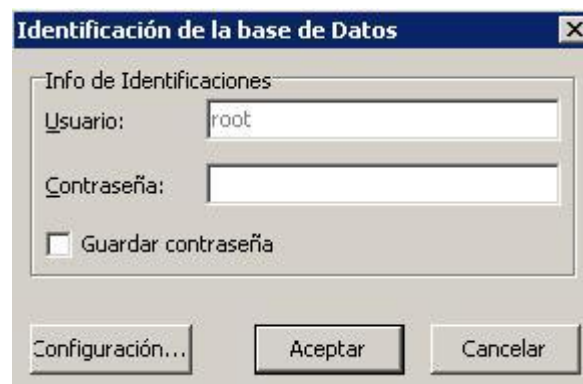 Identificación de la base de Datos
Info de Identificaciones
Usuario:
root
Contraseña:
Guardar contraseña
Configuración...
Aceptar
Cancelar